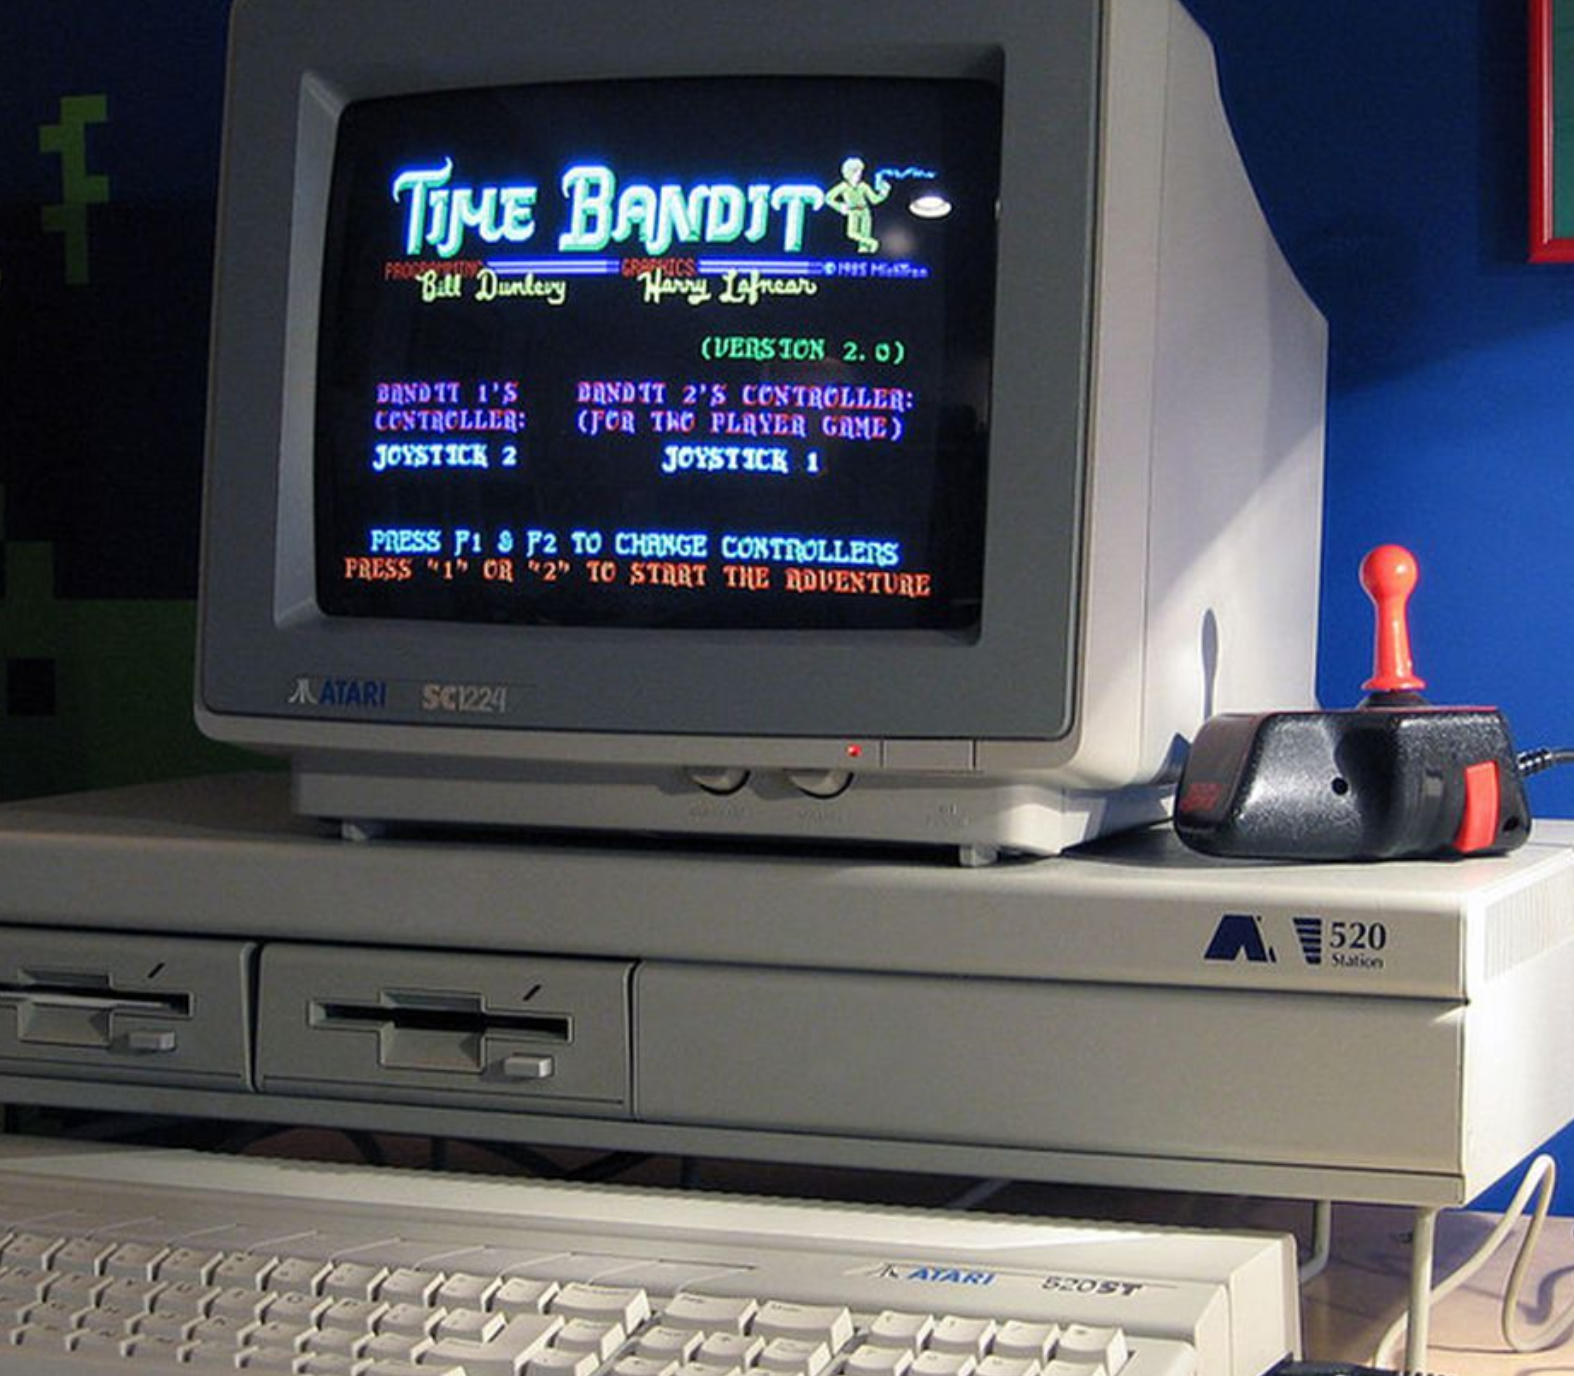 TIME BANDIT
PROGRAMMING GRAPHICS ©1985 MichTron
Bill Dunlevy Harry Lafnear
(VERSION 2.0)
BANDIT 1'S BANDIT 2'S CONTROLLER:
CONTROLLER: (FOR TWO PLAYER GAME)
JOYSTICK 2 JOYSTICK 1
PRESS F1 & F2 TO CHANGE CONTROLLERS
PRESS "1" OR "2" TO START THE ADVENTURE
ATARI SC1224
520
Station
ATARI 520ST